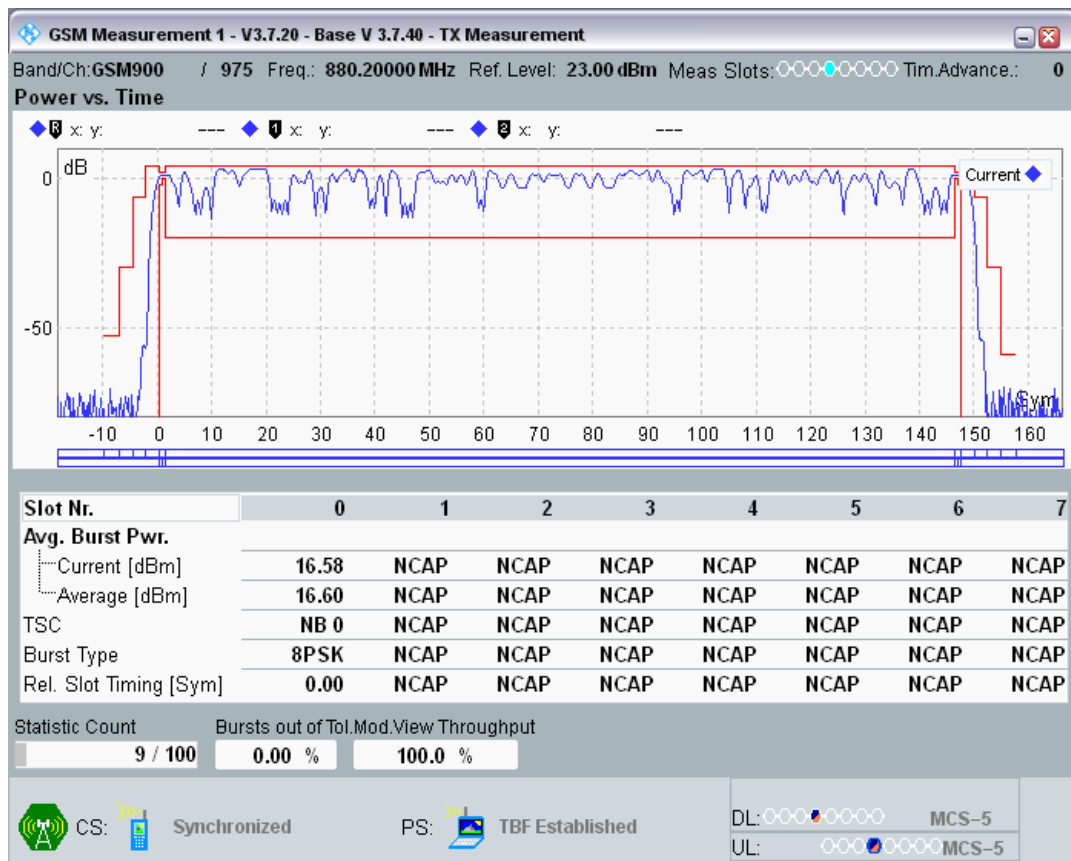 GSM Measurement 1 - V3.7.20 - Base V 3.7.40 - TX Measurement
Band/Ch:GSM900 / 975 Freq.: 880.20000 MHz Ref. Level: 23.00 dBm Meas Slots: Tim.Advance.: 0
Power vs. Time
R x: y: --- 1 x: y: --- 2 x: y: ---
dB
Current
0
-50
Sym
-10 0 10 20 30 40 50 60 70 80 90 100 110 120 130 140 150 160
Slot Nr. 0 1 2 3 4 5 6 7
Avg. Burst Pwr.
Current [dBm] 16.58 NCAP NCAP NCAP NCAP NCAP NCAP NCAP
Average [dBm] 16.60 NCAP NCAP NCAP NCAP NCAP NCAP NCAP
TSC NB 0 NCAP NCAP NCAP NCAP NCAP NCAP NCAP
Burst Type 8PSK NCAP NCAP NCAP NCAP NCAP NCAP NCAP
Rel. Slot Timing [Sym] 0.00 NCAP NCAP NCAP NCAP NCAP NCAP NCAP
Statistic Count Bursts out of Tol.Mod.View Throughput
9 / 100 0.00 % 100.0 %
CS: Synchronized PS: TBF Established
DL: MCS-5
UL: MCS-5